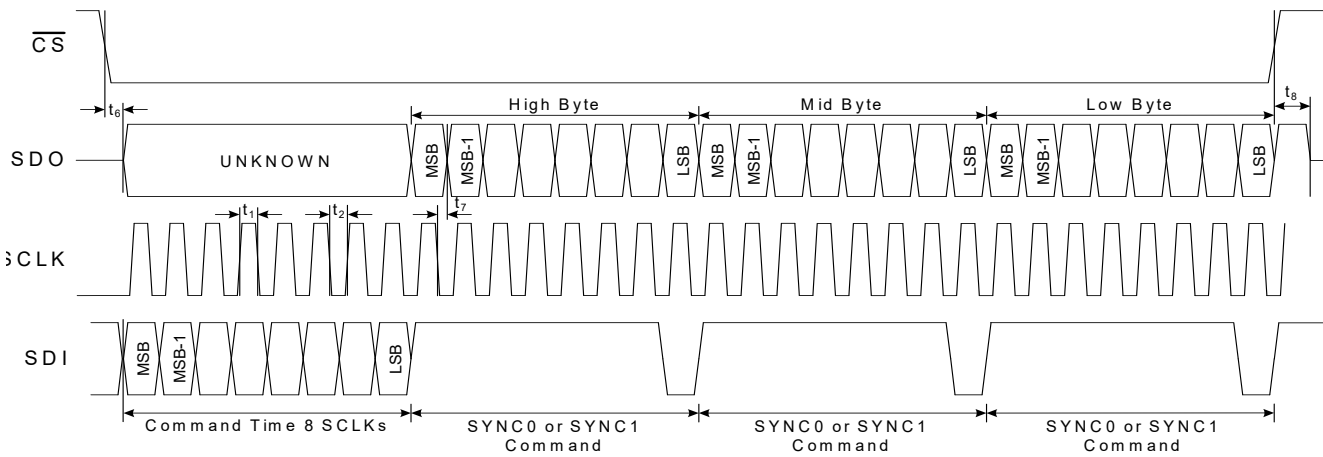 CS
t6
High Byte
Mid Byte
Low Byte
t8
SDO
UNKNOWN
MSB
MSB-1
LSB
MSB
MSB-1
LSB
MSB
MSB-1
LSB
t1
t2
t7
SCLK
SDI
MSB
MSB-1
LSB
Command Time 8 SCLKs
SYNC0 or SYNC1
Command
SYNC0 or SYNC1
Command
SYNC0 or SYNC1
Command